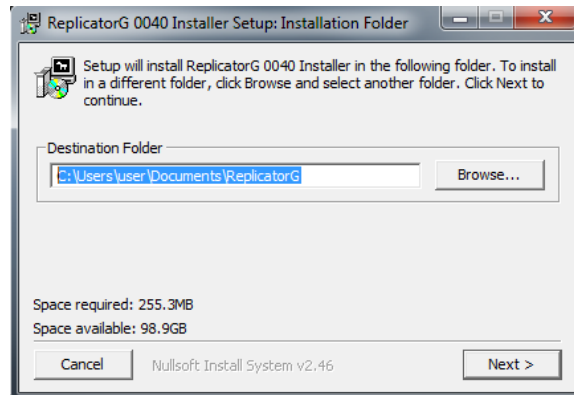 ReplicatorG 0040 Installer Setup: Installation Folder
Setup will install ReplicatorG 0040 Installer in the following folder. To install
in a different folder, click Browse and select another folder. Click Next to
continue.
Destination Folder
C:\Users\user\Documents\ReplicatorG
Browse...
Space required: 255.3MB
Space available: 98.9GB
Cancel
Nullsoft Install System v2.46
Next >